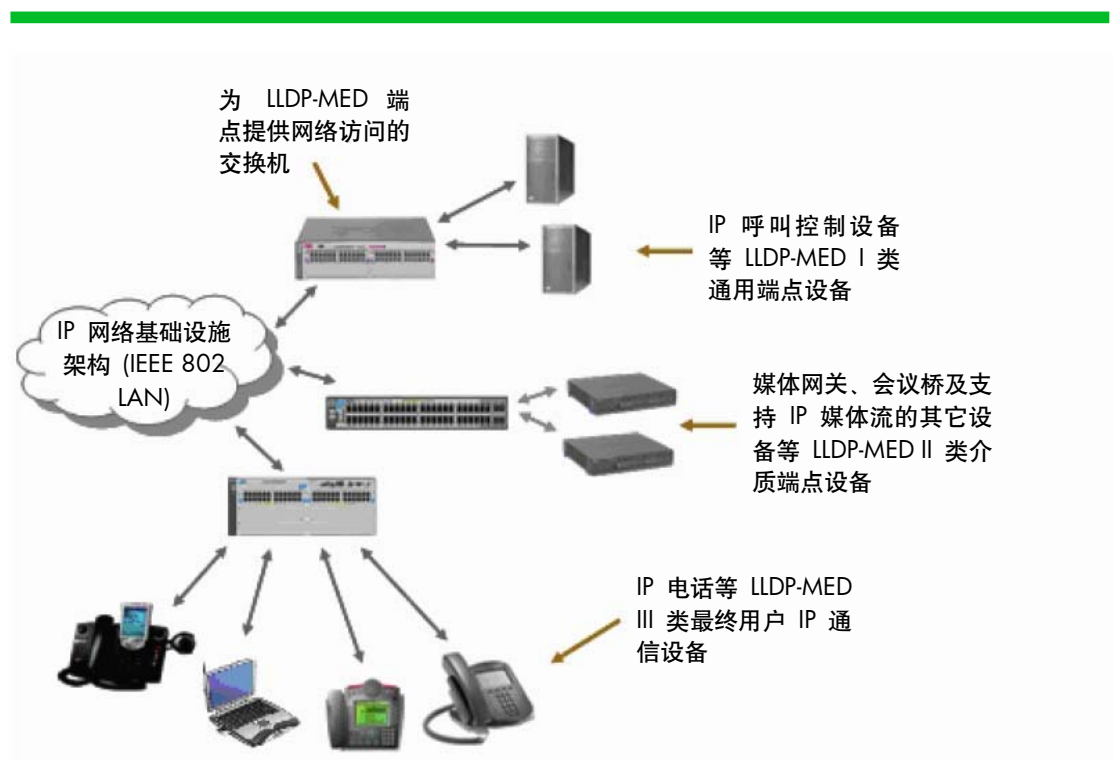 为 LLDP-MED 端
点提供网络访问的
交换机
IP 呼叫控制设备
等 LLDP-MED I 类
通用端点设备
IP 网络基础设施
架构 (IEEE 802
LAN)
媒体网关、会议桥及支
持 IP 媒体流的其它设
备等 LLDP-MED II 类介
质端点设备
IP 电话等 LLDP-MED
III 类最终用户 IP 通
信设备